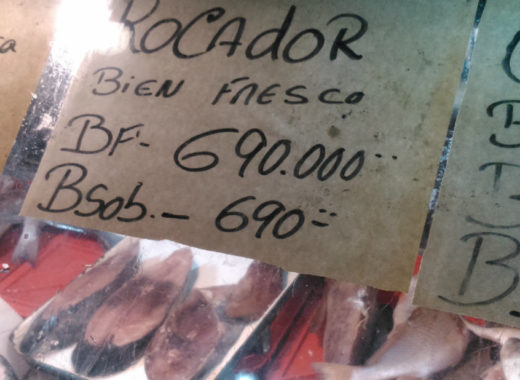 ROCADOR
BIEN FRESCO
BF- 690.000--
BSob.- 690=